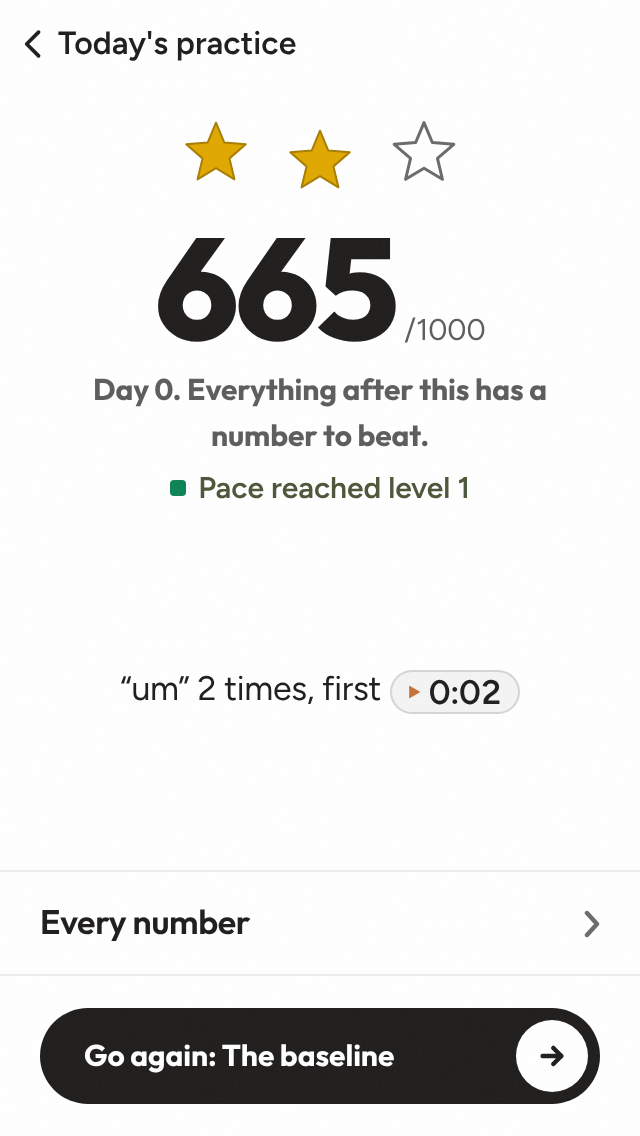 Today's practice
665 /1000
Day 0. Everything after this has a
number to beat.
Pace reached level 1
“um” 2 times, first 0:02
Every number
Go again: The baseline